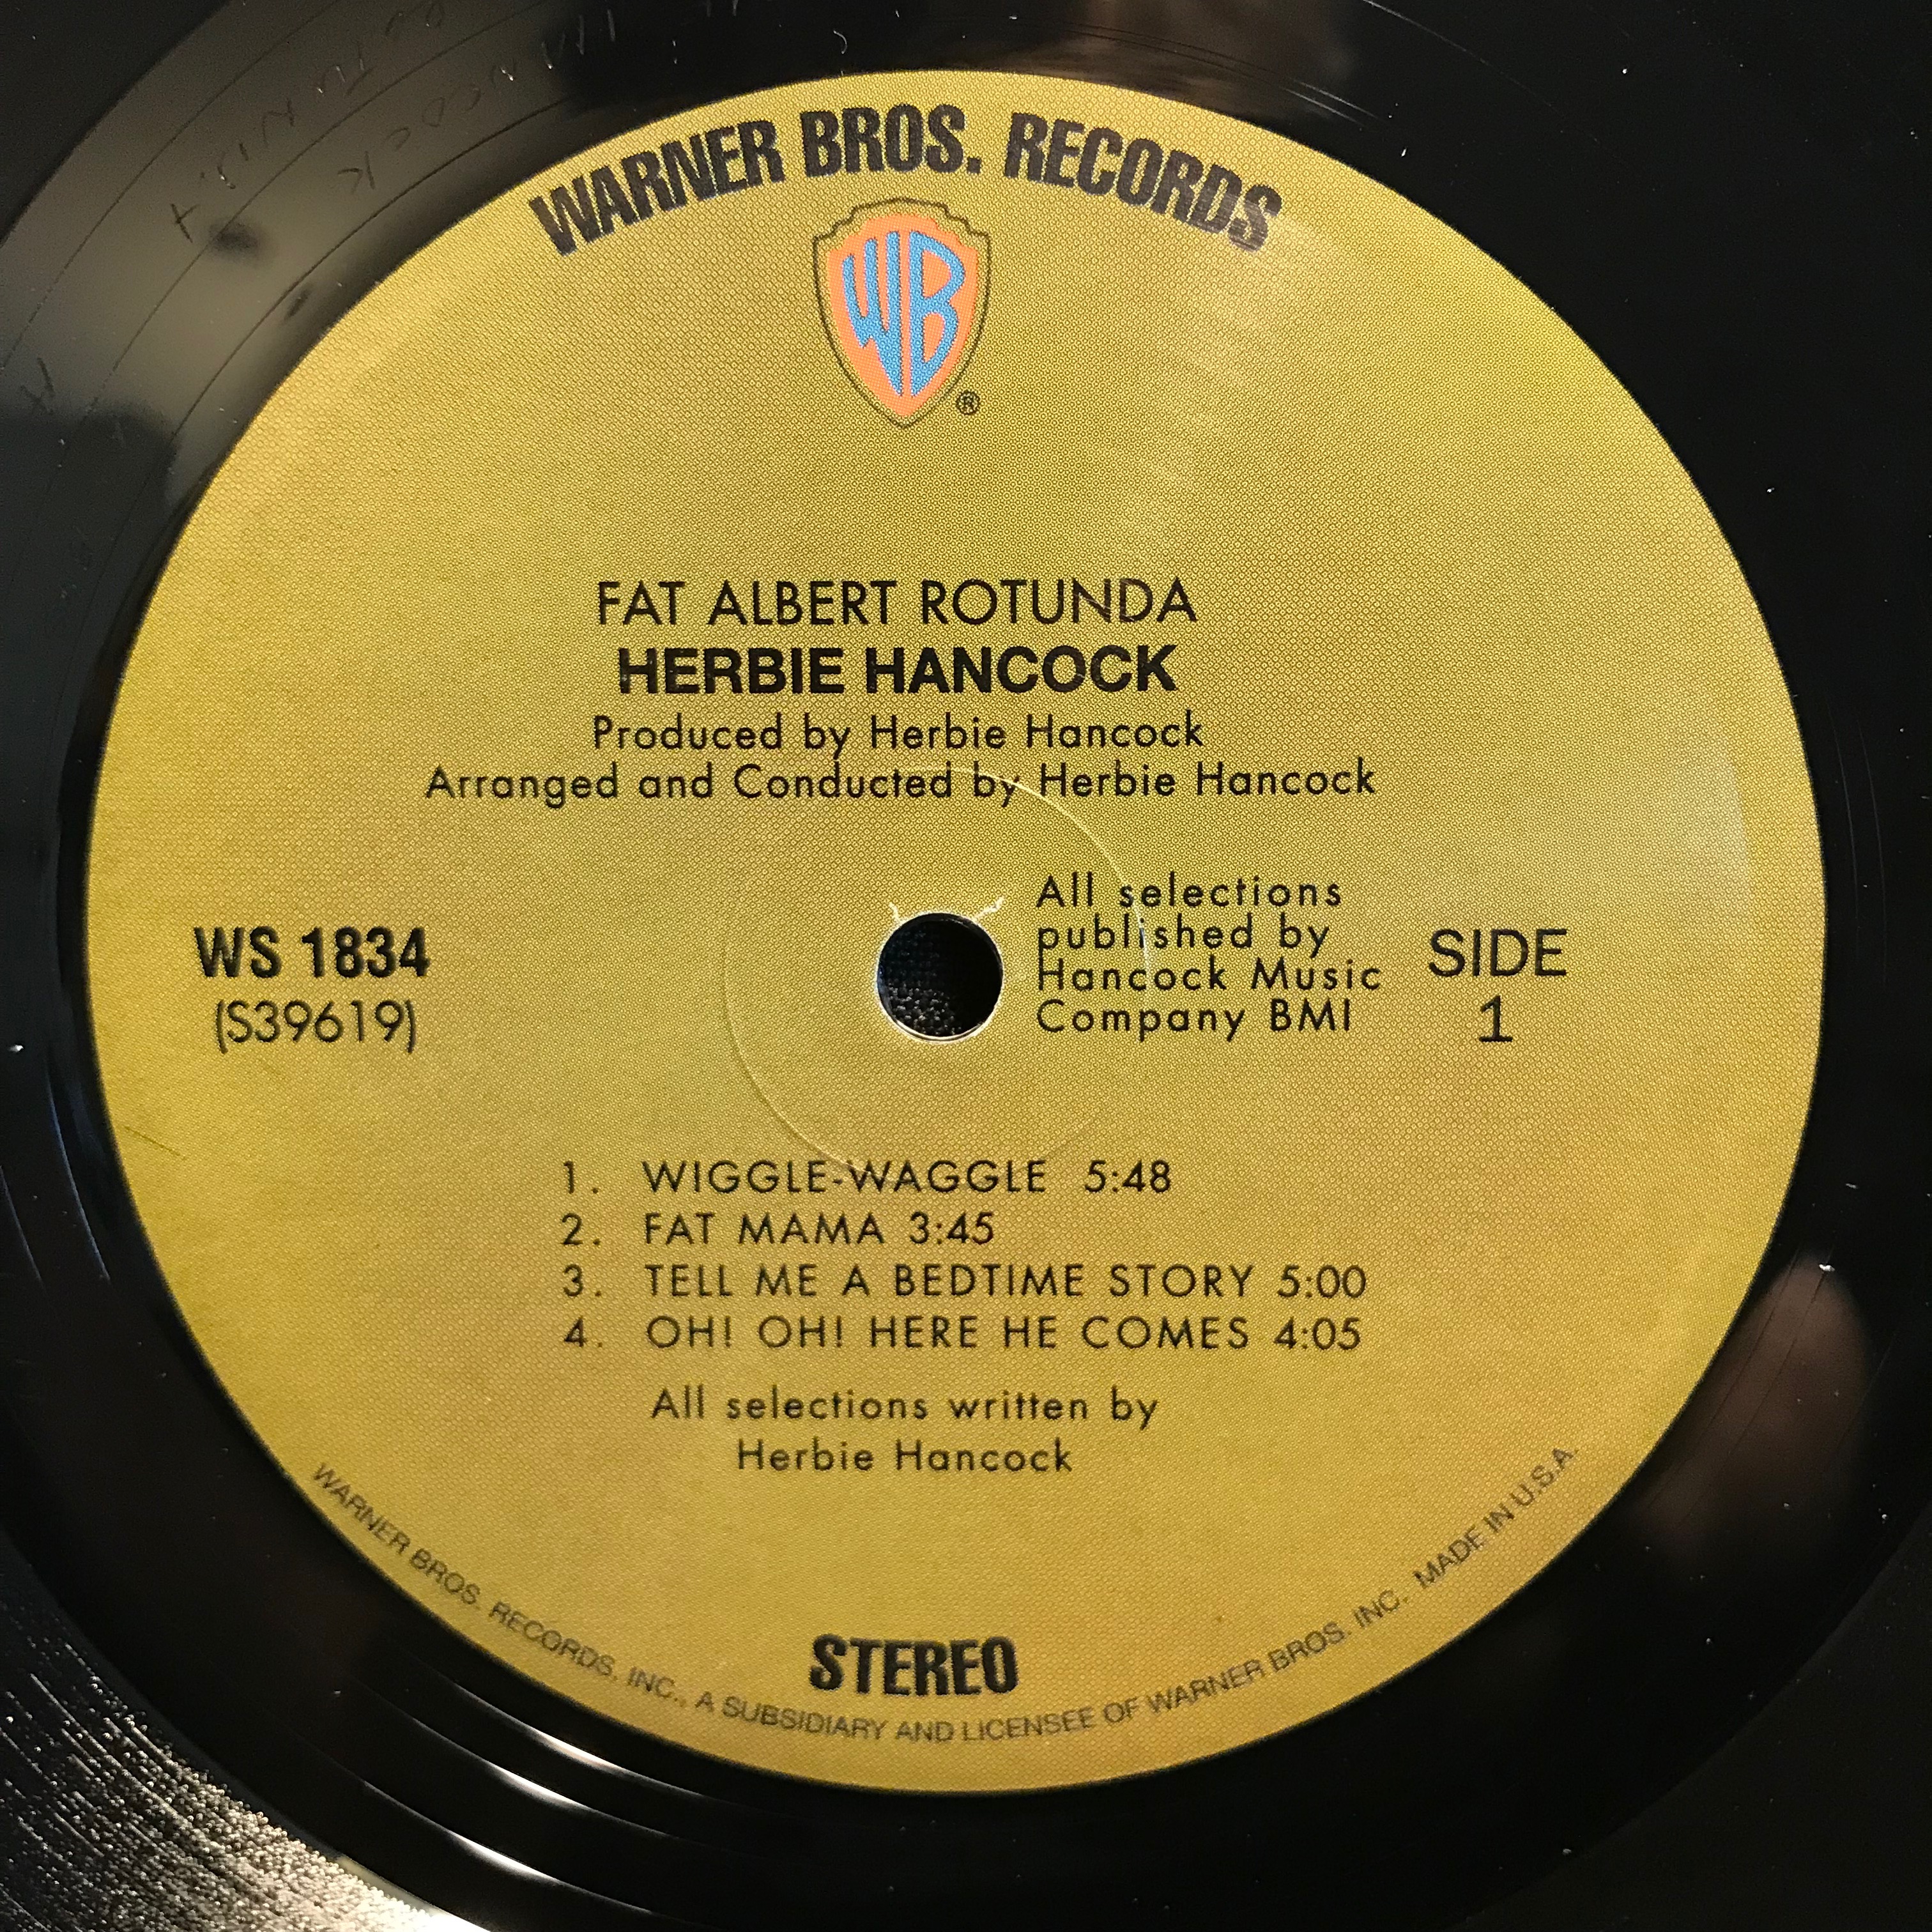 WARNER BROS. RECORDS
WB
®
FAT ALBERT ROTUNDA
HERBIE HANCOCK
Produced by Herbie Hancock
Arranged and Conducted by Herbie Hancock
WS 1834
(S39619)
All selections
published by
Hancock Music
Company BMI
SIDE
1
1. WIGGLE-WAGGLE 5:48
2. FAT MAMA 3:45
3. TELL ME A BEDTIME STORY 5:00
4. OH! OH! HERE HE COMES 4:05
All selections written by
Herbie Hancock
STEREO
WARNER BROS. RECORDS, INC., A SUBSIDIARY AND LICENSEE OF WARNER BROS. INC. MADE IN U.S.A.